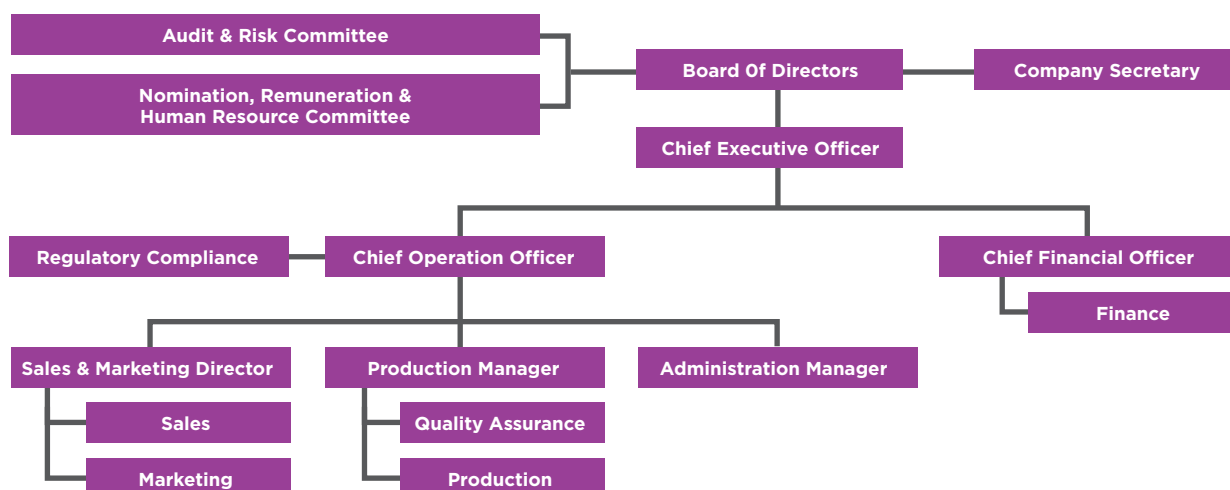 Audit & Risk Committee
Board 0f Directors
Company Secretary
Nomination, Remuneration &
Human Resource Committee
Chief Executive Officer
Regulatory Compliance
Chief Operation Officer
Chief Financial Officer
Finance
Sales & Marketing Director
Production Manager
Administration Manager
Sales
Quality Assurance
Marketing
Production